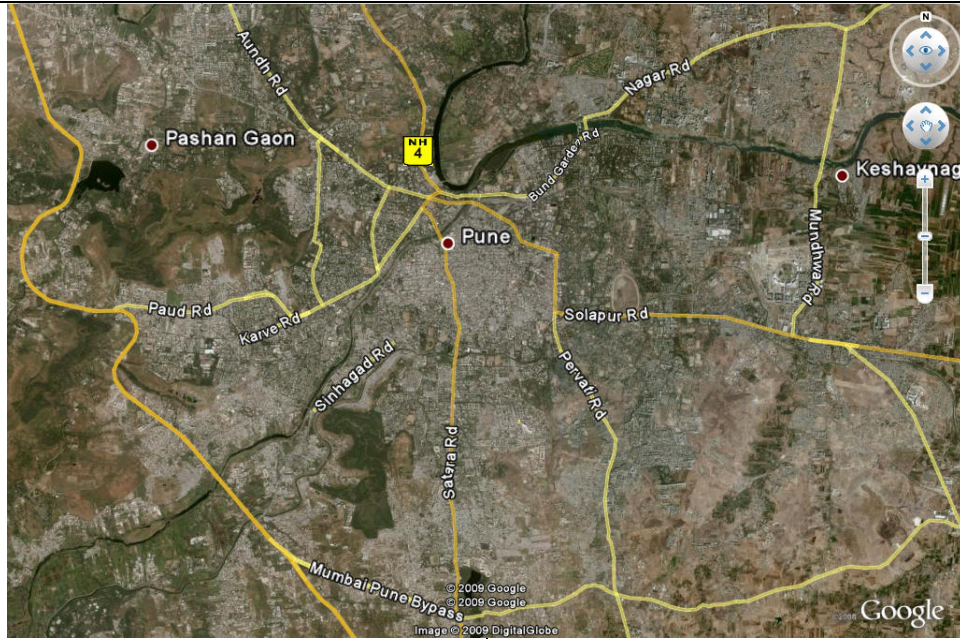 N
Aundh Rd
Nagar Rd
Pashan Gaon
NH
4
Bund Garden Rd
Keshavnag
Pune
Mundhwa Rd
Paud Rd
Karve Rd
Solapur Rd
Sinhagad Rd
Pervati Rd
Satara Rd
Mumbai Pune Bypass
© 2009 Google
© 2009 Google
Image © 2009 DigitalGlobe
Google